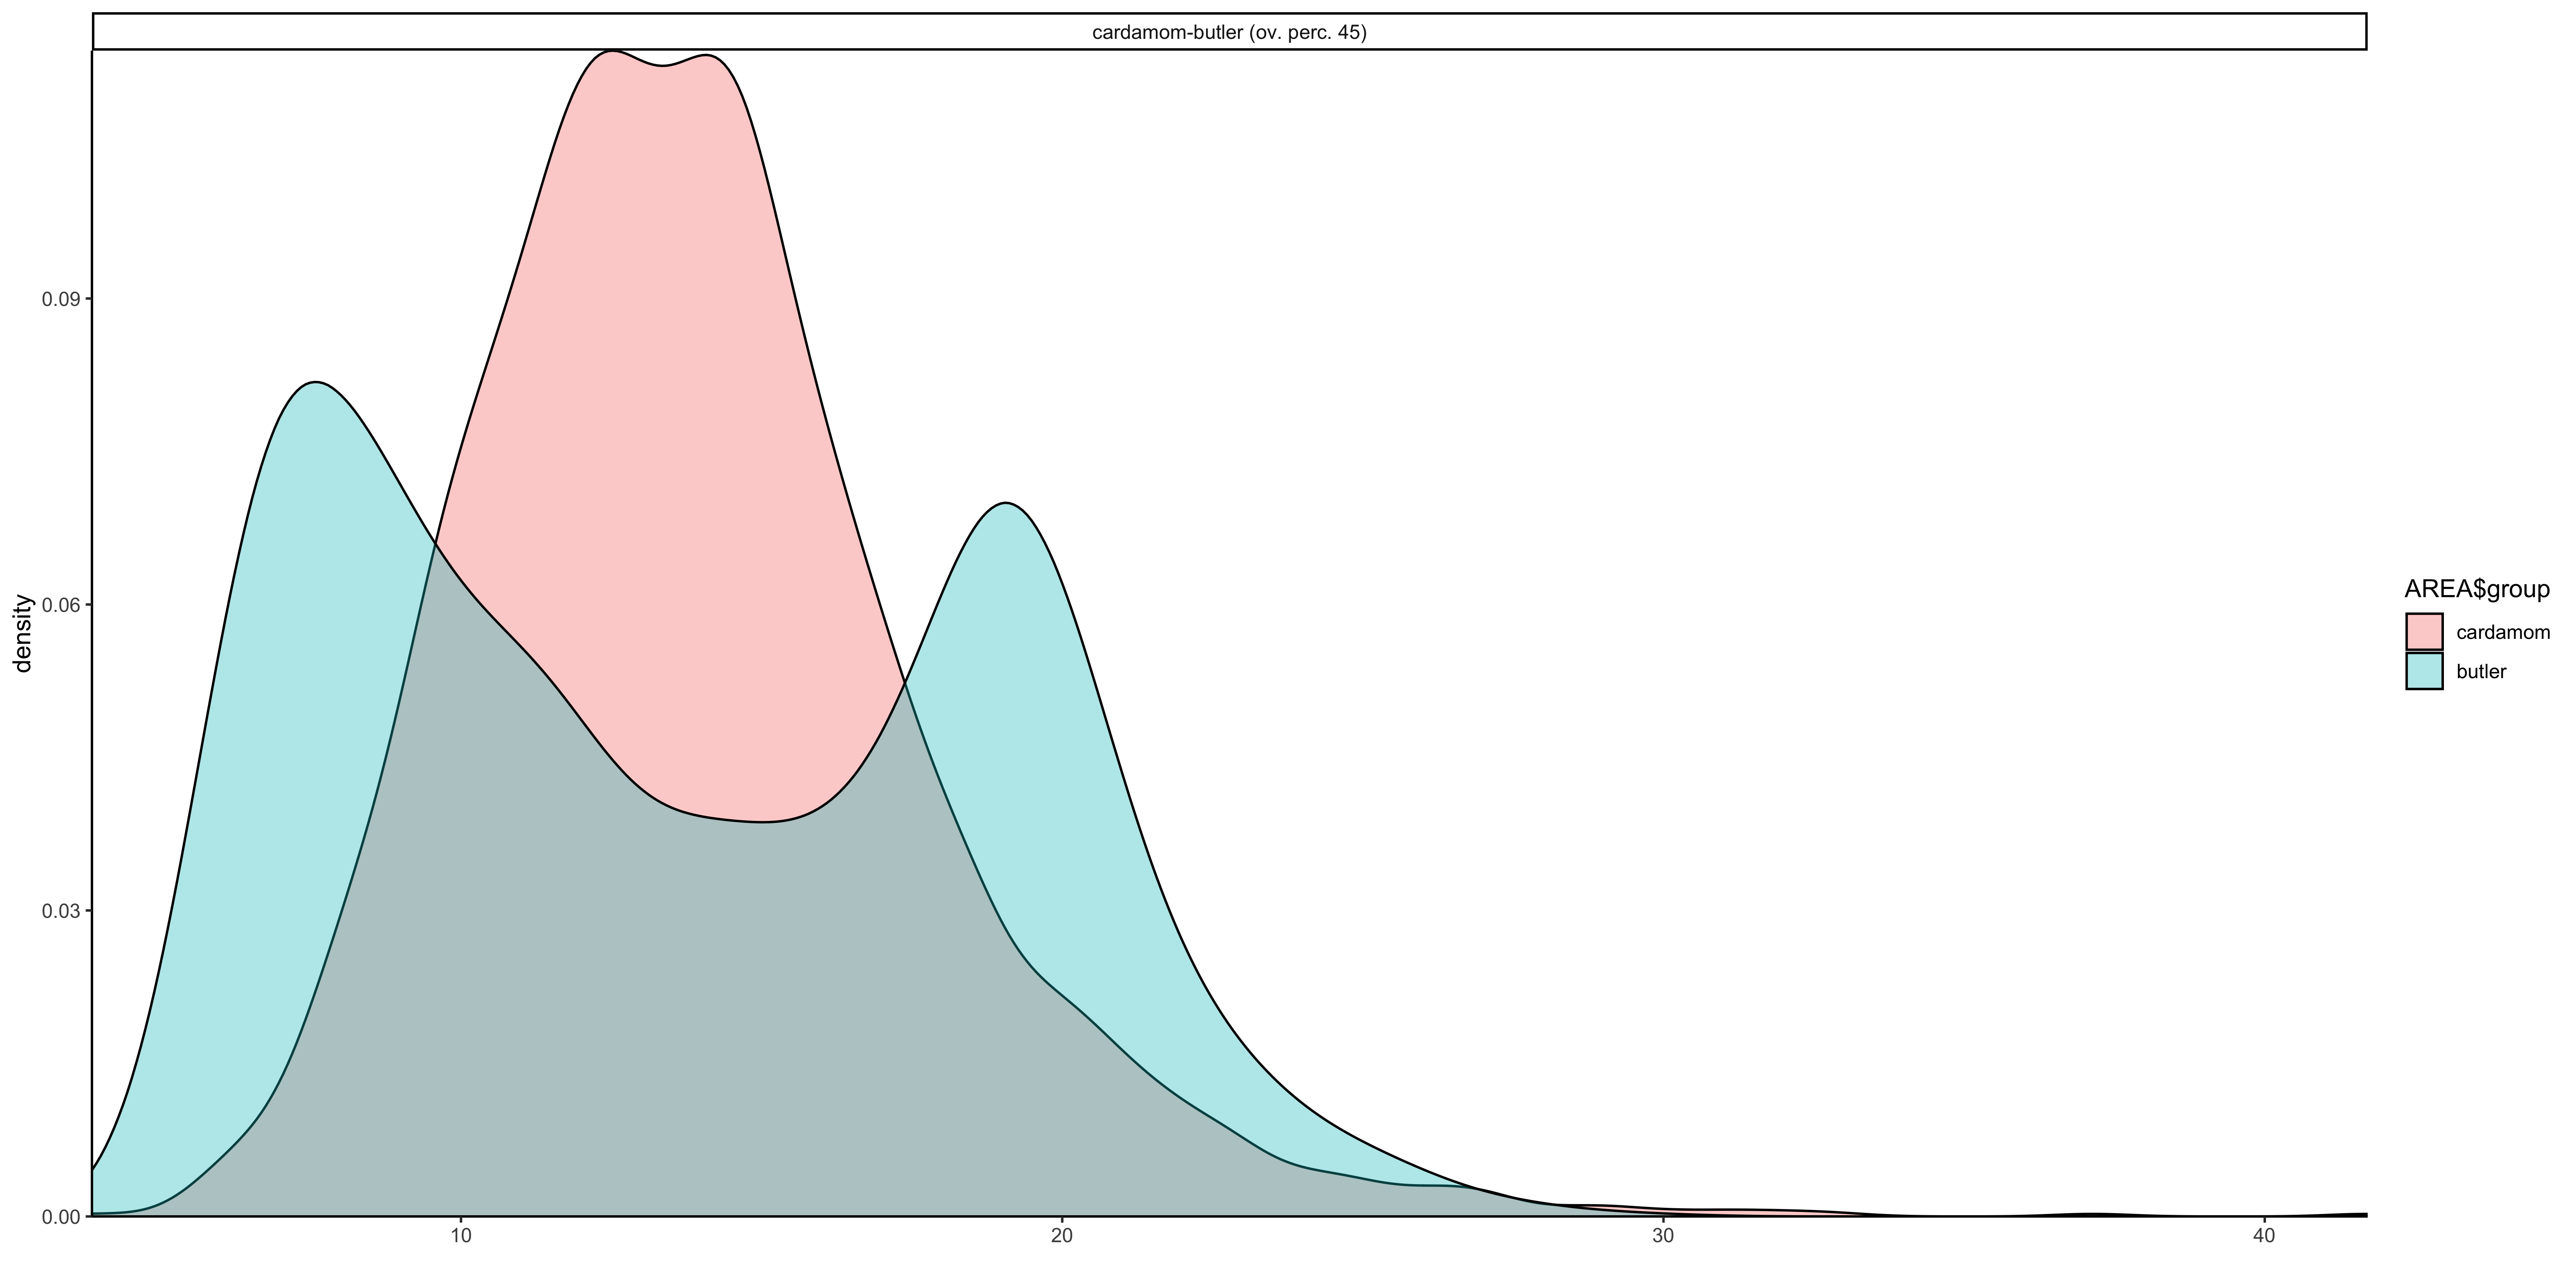 cardamom-butler (ov. perc. 45)
density
0.09
0.06
0.03
0.00
10 20 30 40
AREA$group
cardamom
butler